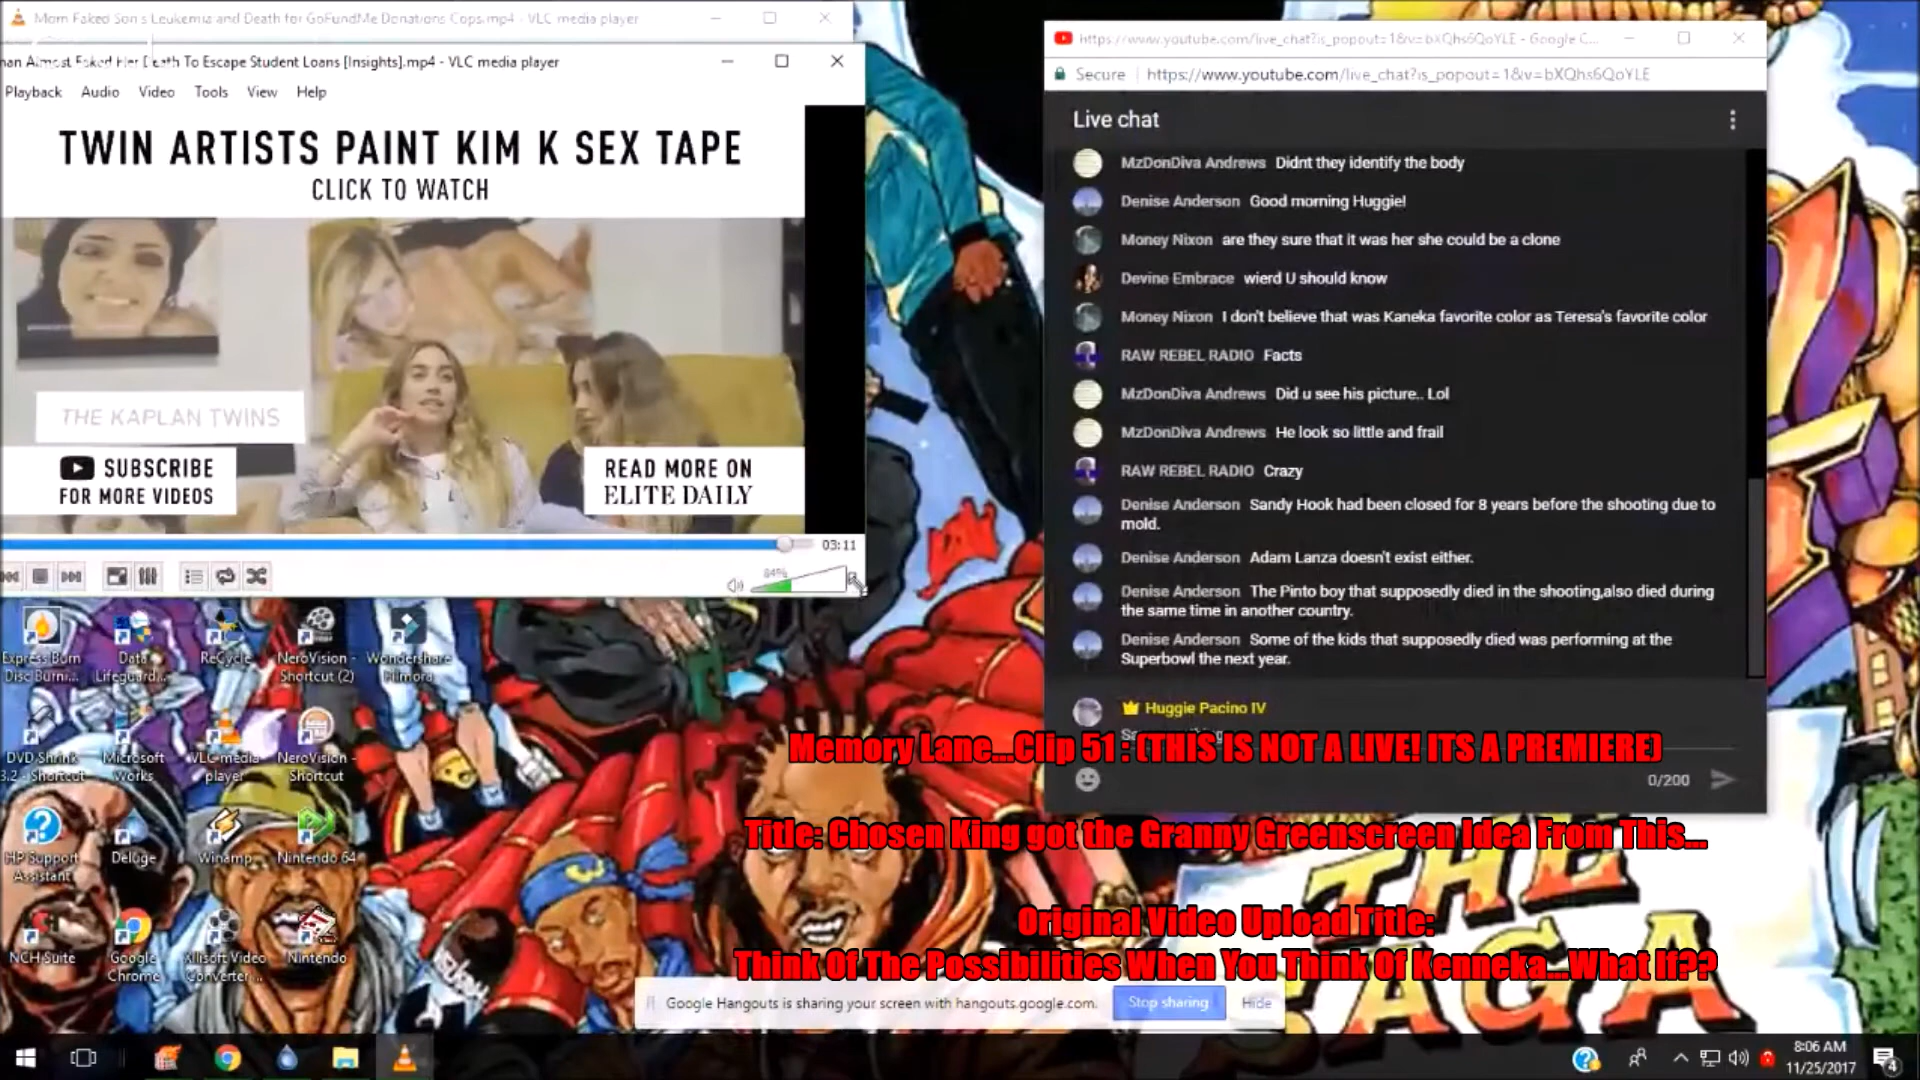 Mom Faked Son's Leukemia and Death for GoFundMe Donations Cops.mp4 - VLC media player
Almost Faked Her Death To Escape Student Loans [Insights].mp4 - VLC media player
Playback Audio Video Tools View Help
TWIN ARTISTS PAINT KIM K SEX TAPE
CLICK TO WATCH
THE KAPLAN TWINS
SUBSCRIBE
FOR MORE VIDEOS
READ MORE ON
ELITE DAILY
03:11
84%
https://www.youtube.com/live_chat?is_popout=1&v=bXQhs6QoYLE - Google C...
Secure https://www.youtube.com/live_chat?is_popout=1&v=bXQhs6QoYLE
Live chat
MzDonDiva Andrews Didnt they identify the body
Denise Anderson Good morning Huggie!
Money Nixon are they sure that it was her she could be a clone
Devine Embrace wierd U should know
Money Nixon I don't believe that was Kaneka favorite color as Teresa's favorite color
RAW REBEL RADIO Facts
MzDonDiva Andrews Did u see his picture.. Lol
MzDonDiva Andrews He look so little and frail
RAW REBEL RADIO Crazy
Denise Anderson Sandy Hook had been closed for 8 years before the shooting due to
mold.
Denise Anderson Adam Lanza doesn't exist either.
Denise Anderson The Pinto boy that supposedly died in the shooting,also died during
the same time in another country.
Denise Anderson Some of the kids that supposedly died was performing at the
Superbowl the next year.
Huggie Pacino IV
0/200
Memory Lane...Clip 51 : (THIS IS NOT A LIVE! ITS A PREMIERE)
Title: Chosen King got the Granny Greenscreen Idea From This...
Original Video Upload Title:
Think Of The Possibilities When You Think Of Kenneka...What If??
THE
SAGA
Express Burn
Disc Burni...
Data
Lifeguard...
ReCycle
NeroVision -
Shortcut (2)
Wondershare
Filmora
DVD Shrink
3.2 - Shortcut
Microsoft
Works
VLC media
player
NeroVision -
Shortcut
HP Support
Assistant
Deluge
Winamp
Nintendo 64
NCH Suite
Google
Chrome
Xilisoft Video
Converter ...
Nintendo
Google Hangouts is sharing your screen with hangouts.google.com.
Stop sharing
Hide
8:06 AM
11/25/2017
4